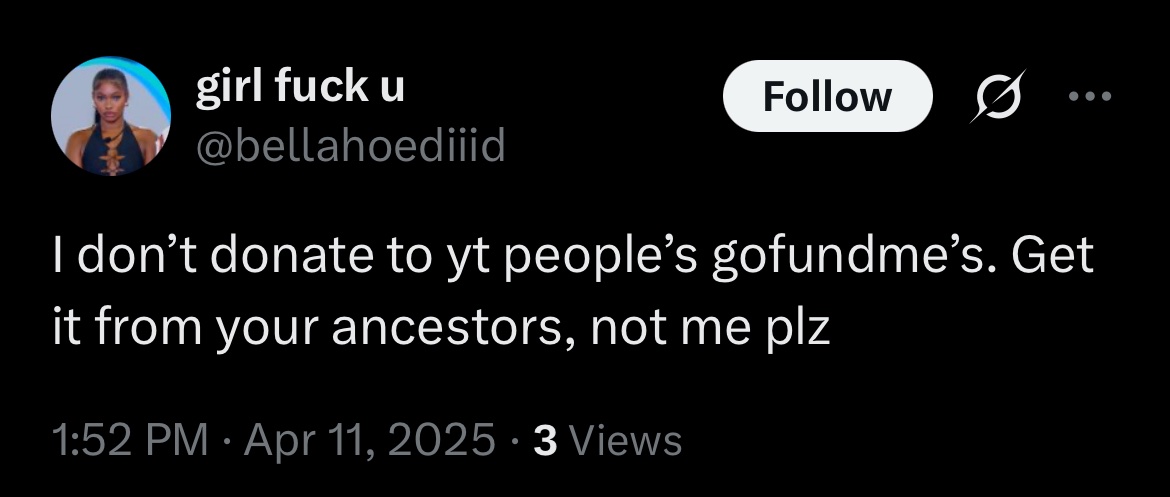 girl fuck u
Follow
@bellahoediiid
I don’t donate to yt people’s gofundme’s. Get
it from your ancestors, not me plz
1:52 PM · Apr 11, 2025 · 3 Views